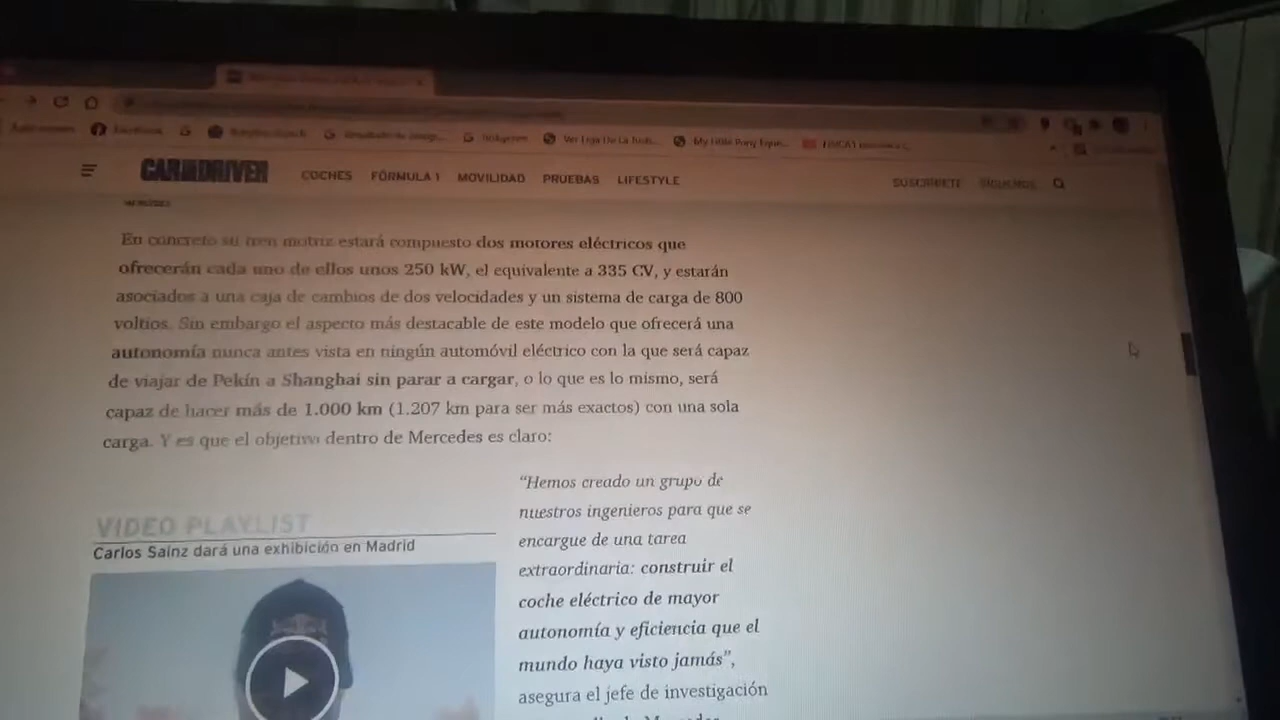 Facebook
CAR AND DRIVER
COCHES FÓRMULA 1 MOVILIDAD PRUEBAS LIFESTYLE SUSCRÍBETE SÍGUENOS
En concreto su tren motriz estará compuesto dos motores eléctricos que
ofrecerán cada uno de ellos unos 250 kW, el equivalente a 335 CV, y estarán
asociados a una caja de cambios de dos velocidades y un sistema de carga de 800
voltios. Sin embargo el aspecto más destacable de este modelo que ofrecerá una
autonomía nunca antes vista en ningún automóvil eléctrico con la que será capaz
de viajar de Pekín a Shanghai sin parar a cargar, o lo que es lo mismo, será
capaz de hacer más de 1.000 km (1.207 km para ser más exactos) con una sola
carga. Y es que el objetivo dentro de Mercedes es claro:
VIDEO PLAYLIST
Carlos Sainz dará una exhibición en Madrid
“Hemos creado un grupo de
nuestros ingenieros para que se
encargue de una tarea
extraordinaria: construir el
coche eléctrico de mayor
autonomía y eficiencia que el
mundo haya visto jamás”,
asegura el jefe de investigación